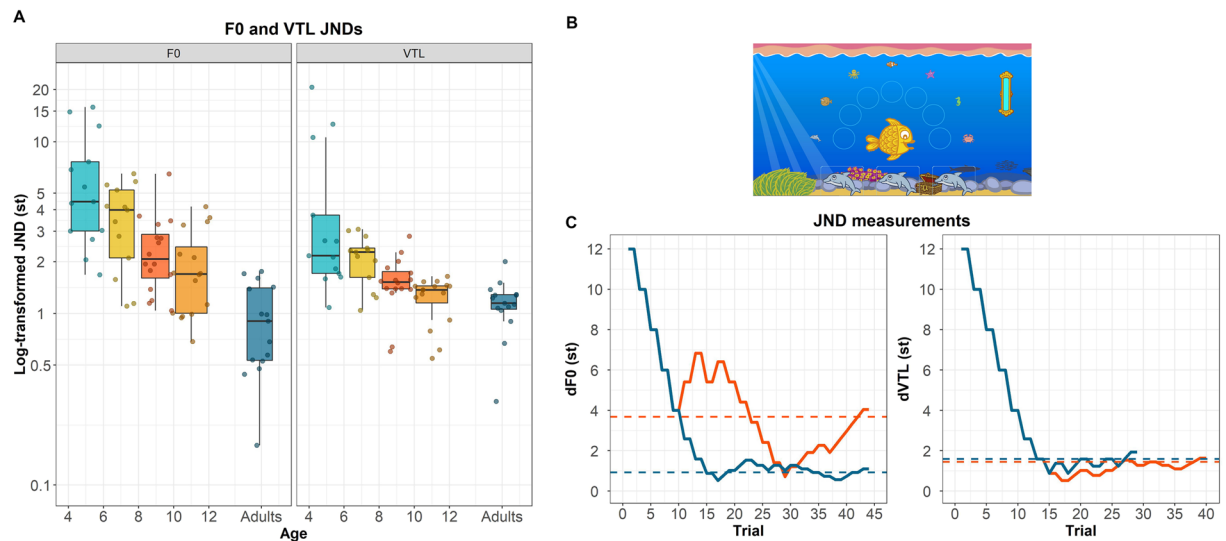 A
F0 and VTL JNDs
F0
VTL
Log-transformed JND (st)
20
15
10
5
4
3
2
1
0.5
0.1
4 6 8 10 12 Adults
4 6 8 10 12 Adults
Age
B
C
JND measurements
dF0 (st)
12
10
8
6
4
2
0
0 5 10 15 20 25 30 35 40 45
Trial
dVTL (st)
12
10
8
6
4
2
0
0 5 10 15 20 25 30 35 40
Trial